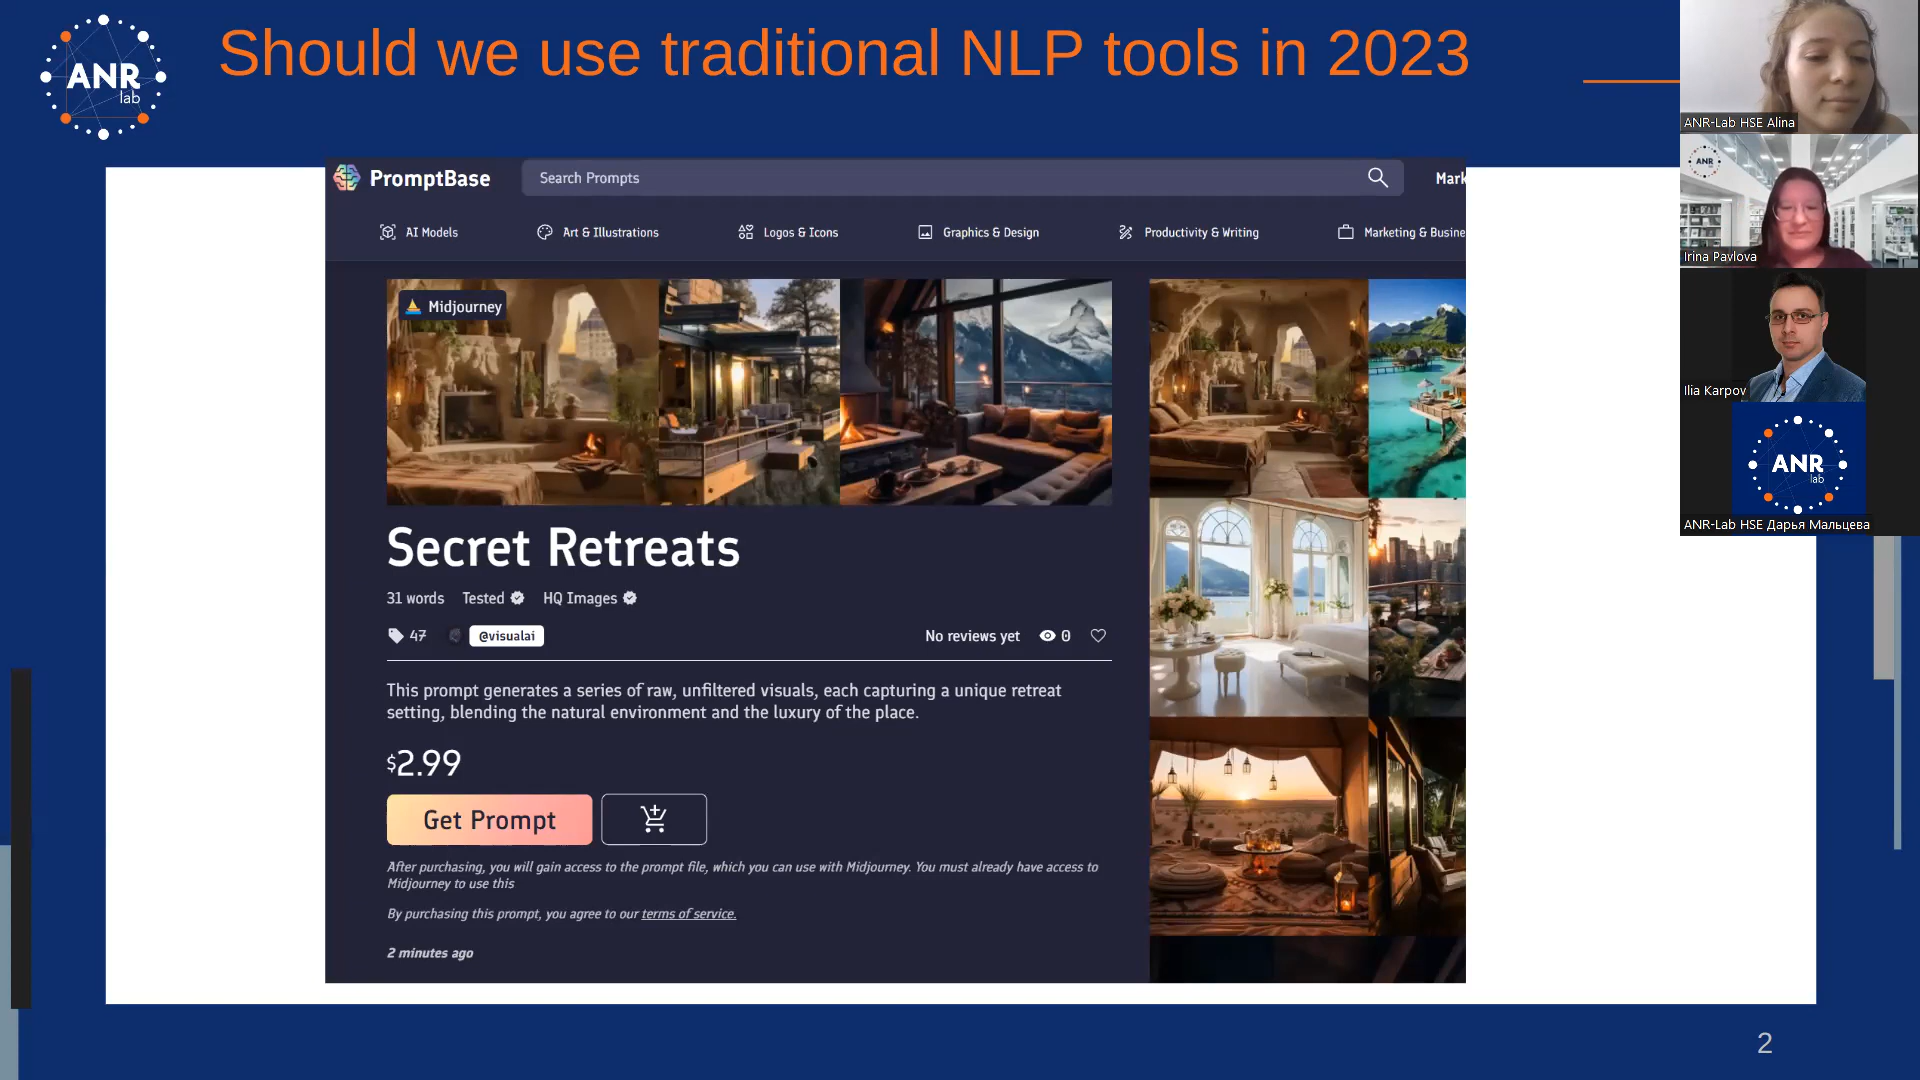 ANR
lab
Should we use traditional NLP tools in 2023
PromptBase
Search Prompts
Mark
AI Models
Art & Illustrations
Logos & Icons
Graphics & Design
Productivity & Writing
Marketing & Busine
Midjourney
Secret Retreats
31 words Tested HQ Images
47 @visualai No reviews yet 0
This prompt generates a series of raw, unfiltered visuals, each capturing a unique retreat
setting, blending the natural environment and the luxury of the place.
$2.99
Get Prompt
After purchasing, you will gain access to the prompt file, which you can use with Midjourney. You must already have access to
Midjourney to use this
By purchasing this prompt, you agree to our terms of service.
2 minutes ago
ANR-Lab HSE Alina
ANR
Irina Pavlova
Ilia Karpov
ANR
lab
ANR-Lab HSE Дарья Мальцева
2